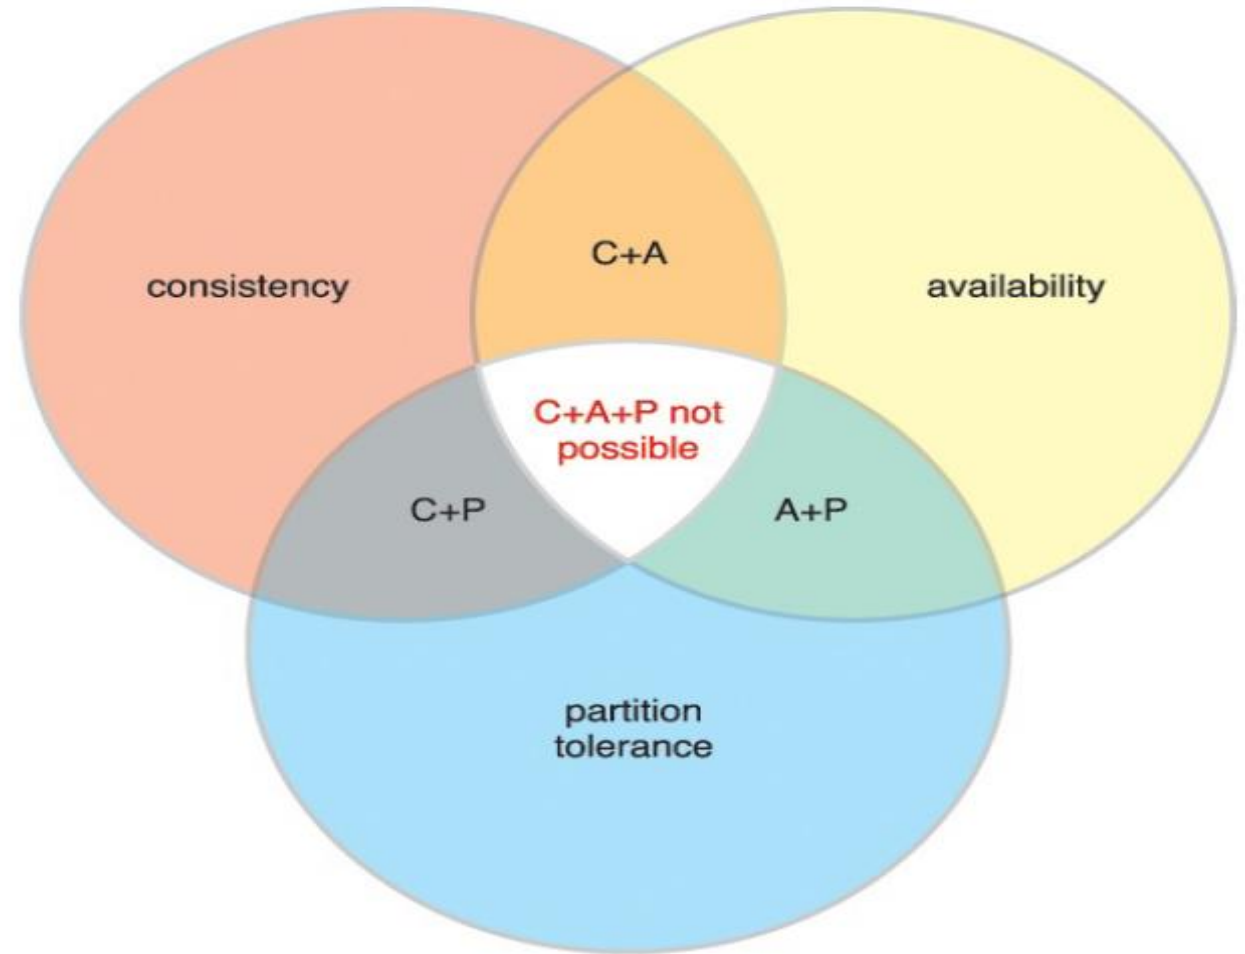 C+A
consistency
availability
C+A+P not
possible
C+P
A+P
partition
tolerance